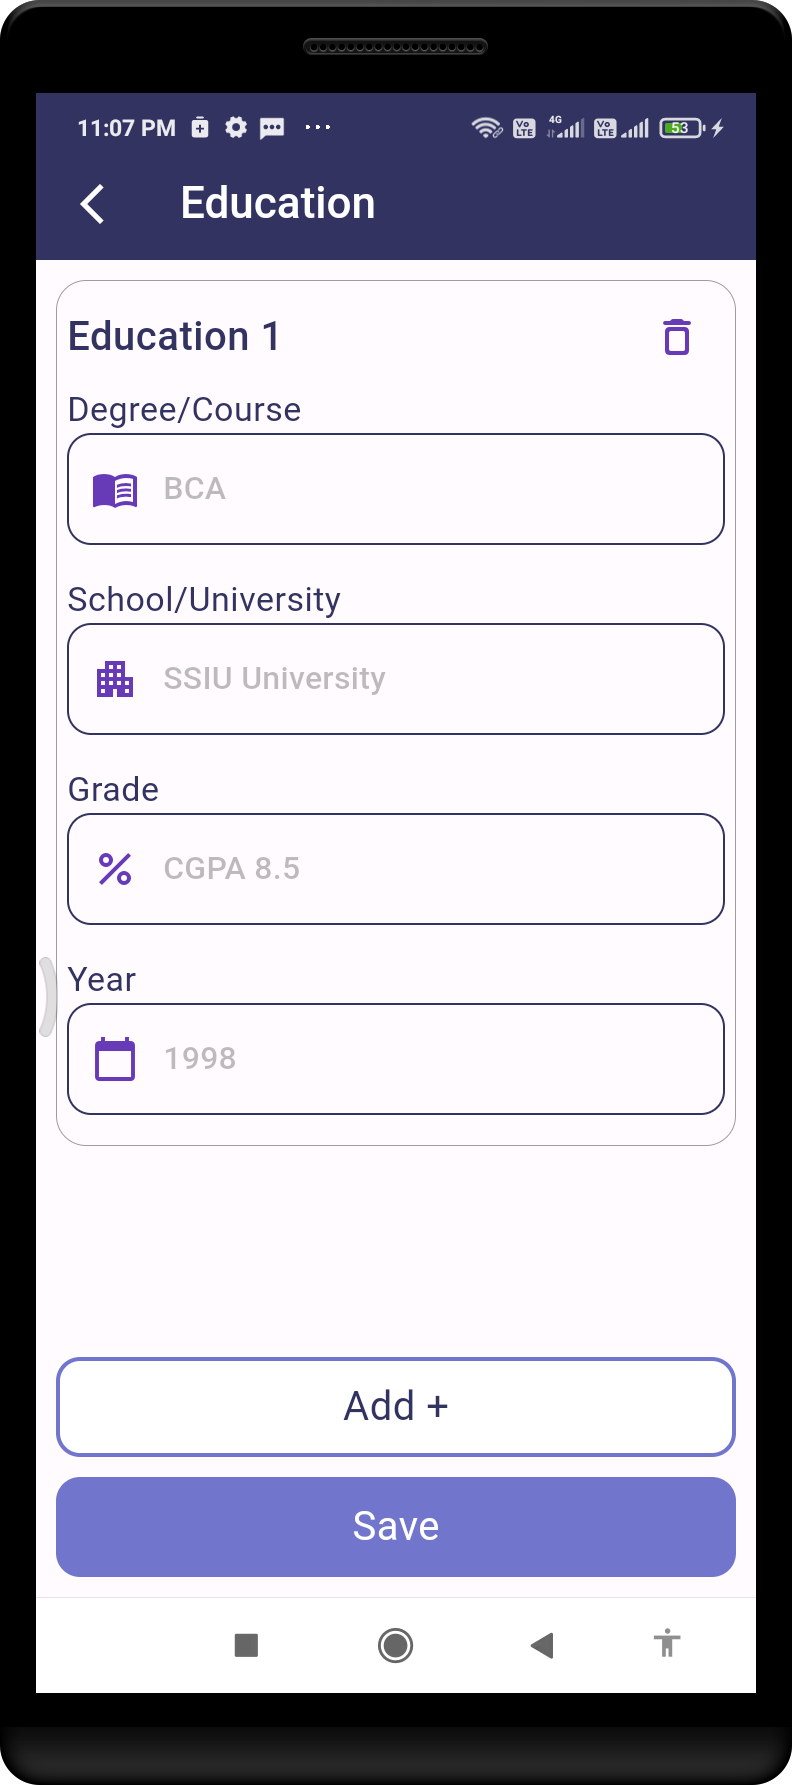 11:07 PM
4G
Vo LTE
Vo LTE
53
Education
Education 1
Degree/Course
BCA
School/University
SSIU University
Grade
CGPA 8.5
Year
1998
Add +
Save